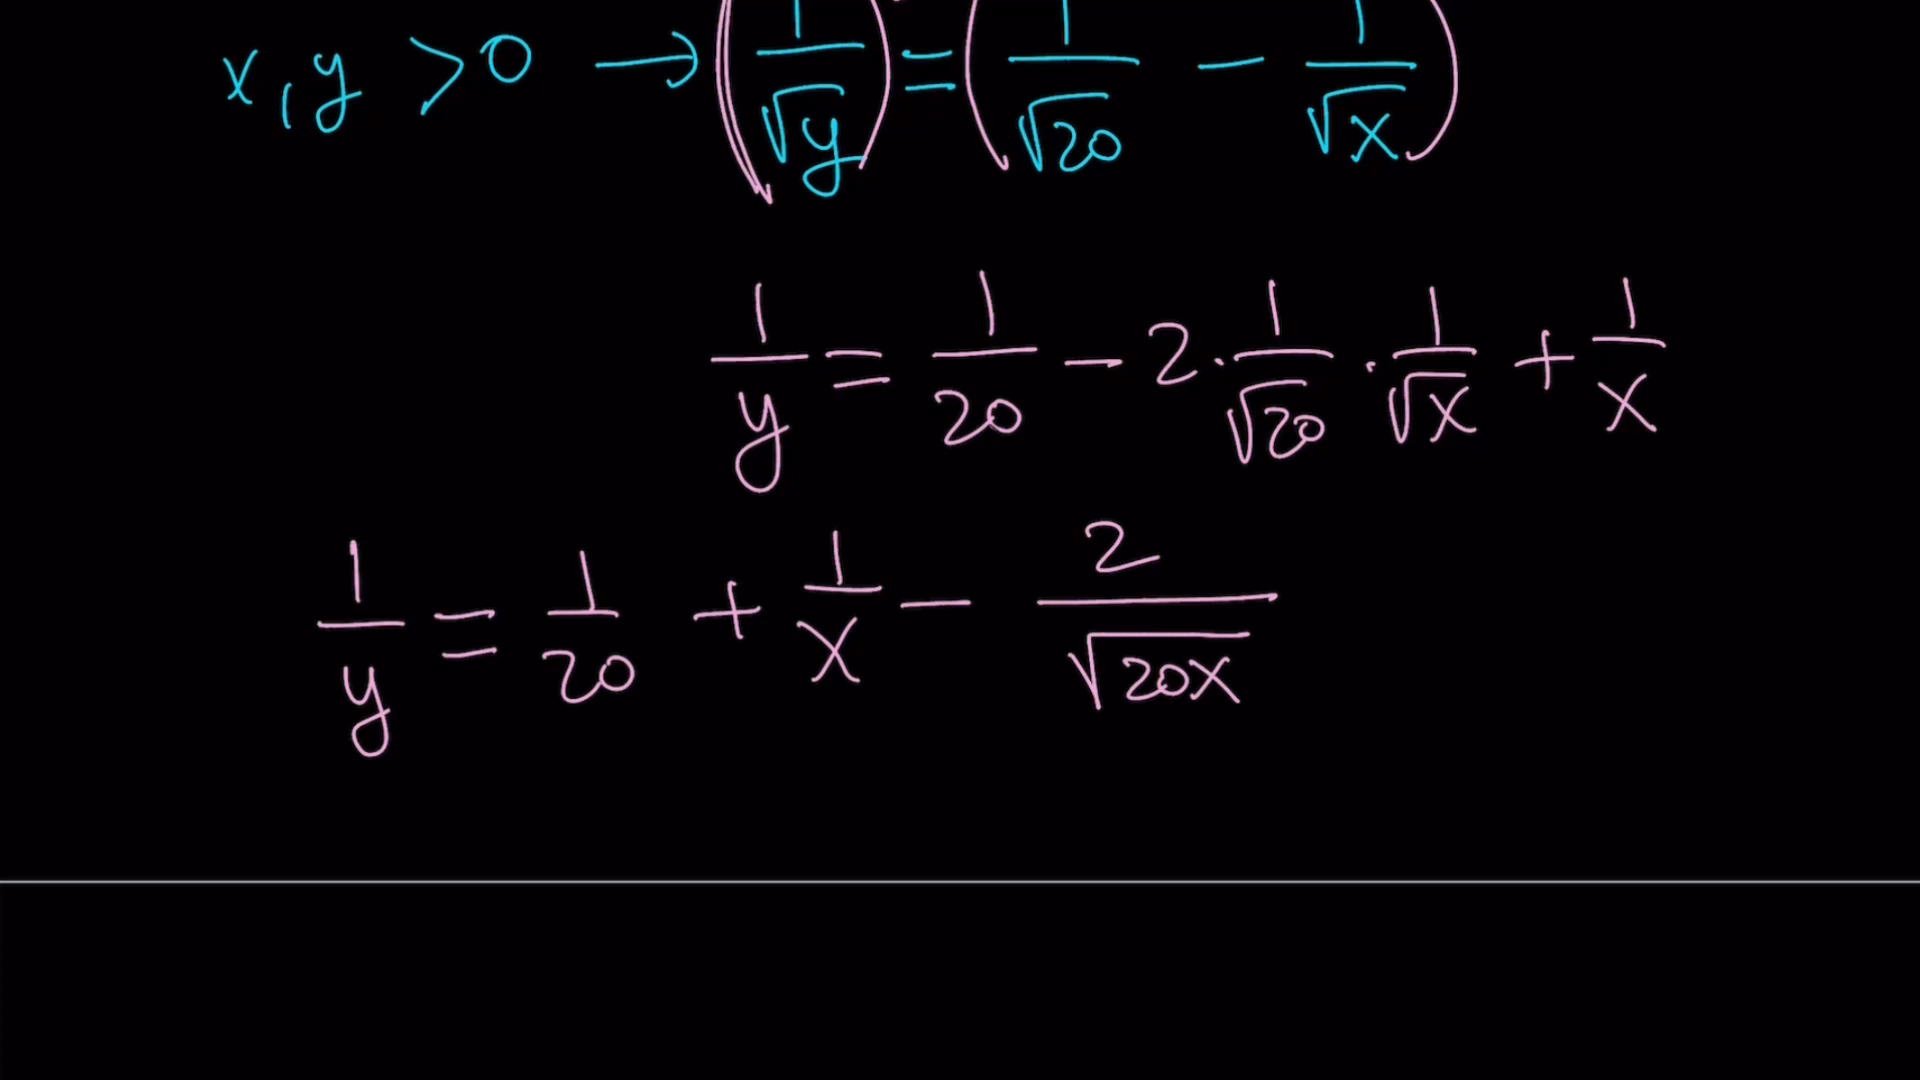 x, y > 0 → (1/√y) = (1/√20 − 1/√x)
1/y = 1/20 − 2 · 1/√20 · 1/√x + 1/x
1/y = 1/20 + 1/x − 2/√20x